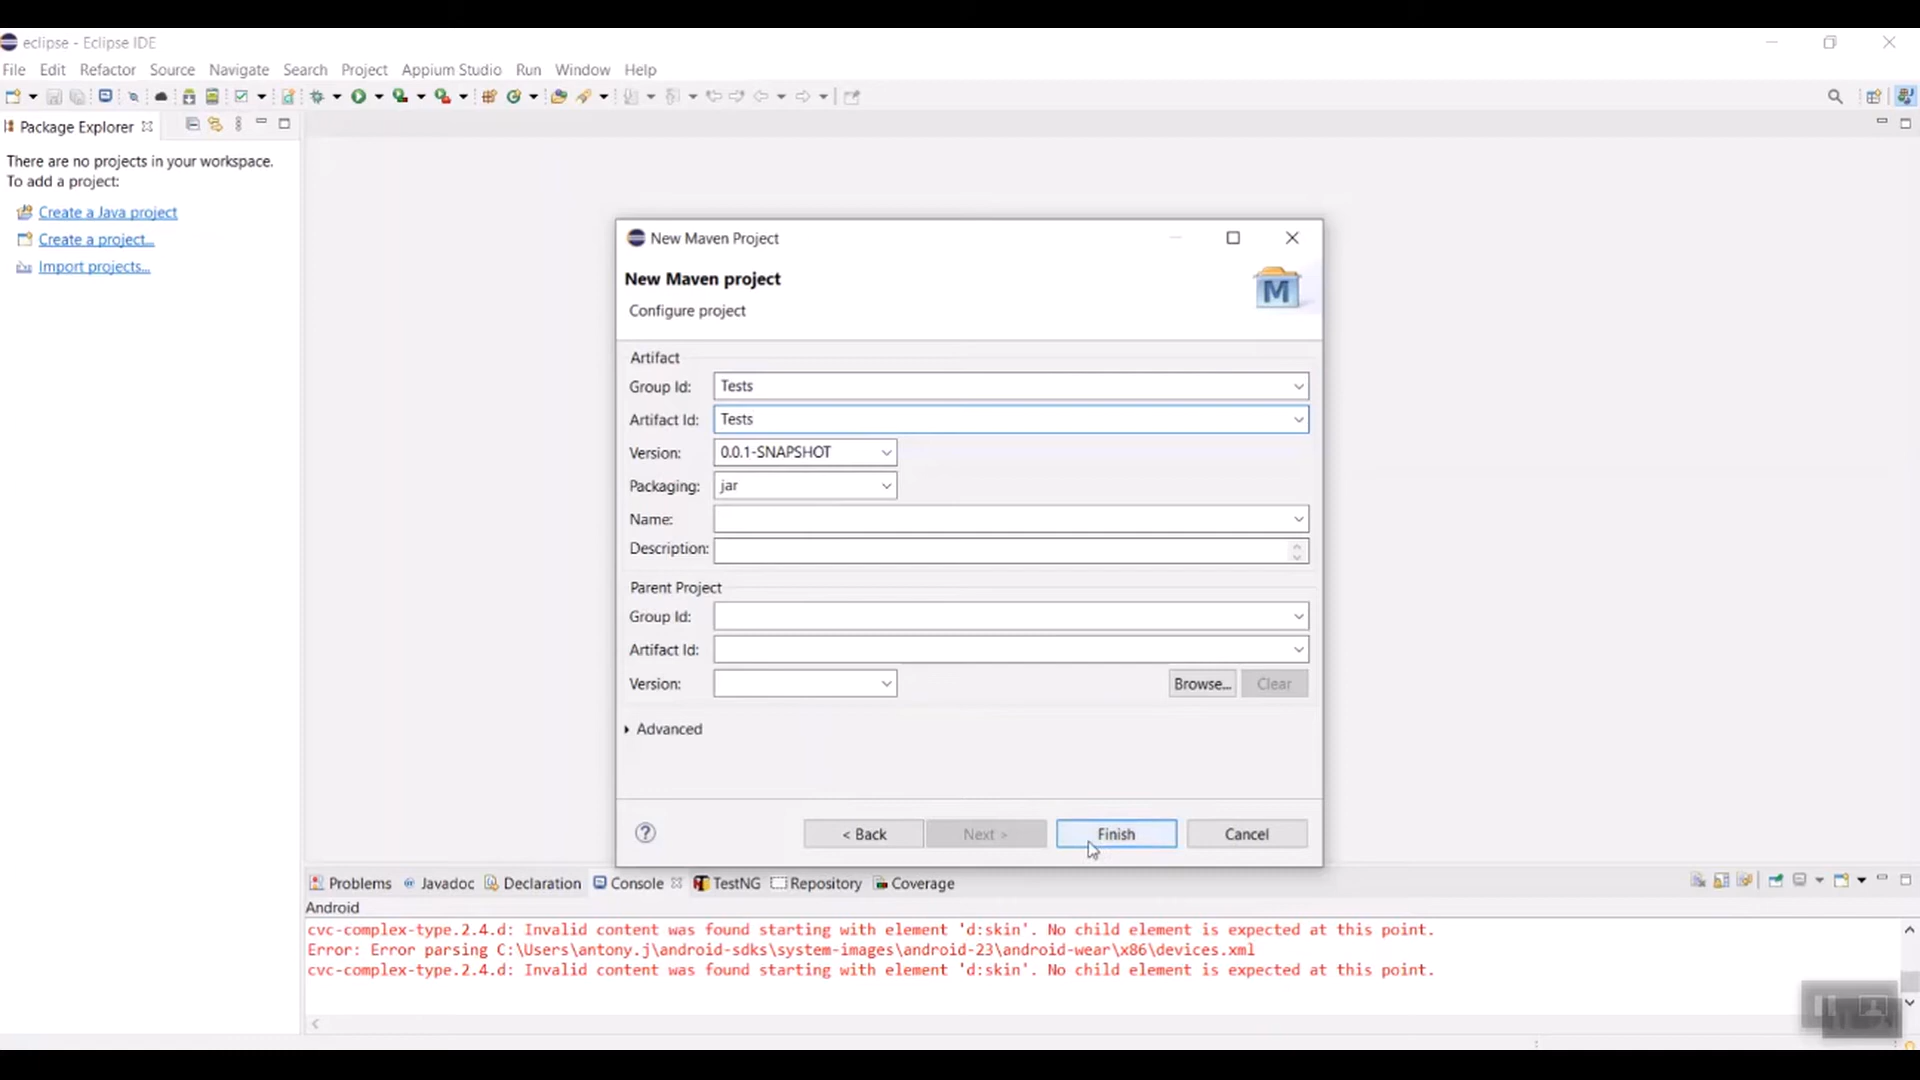 eclipse - Eclipse IDE
File Edit Refactor Source Navigate Search Project Appium Studio Run Window Help
Package Explorer
There are no projects in your workspace.
To add a project:
Create a Java project
Create a project...
Import projects...
New Maven Project
New Maven project
Configure project
M
Artifact
Group Id: Tests
Artifact Id: Tests
Version: 0.0.1-SNAPSHOT
Packaging: jar
Name:
Description:
Parent Project
Group Id:
Artifact Id:
Version: Browse... Clear
Advanced
? < Back Next > Finish Cancel
Problems @ Javadoc Declaration Console TestNG Repository Coverage
Android
cvc-complex-type.2.4.d: Invalid content was found starting with element 'd:skin'. No child element is expected at this point.
Error: Error parsing C:\Users\antony.j\android-sdks\system-images\android-23\android-wear\x86\devices.xml
cvc-complex-type.2.4.d: Invalid content was found starting with element 'd:skin'. No child element is expected at this point.